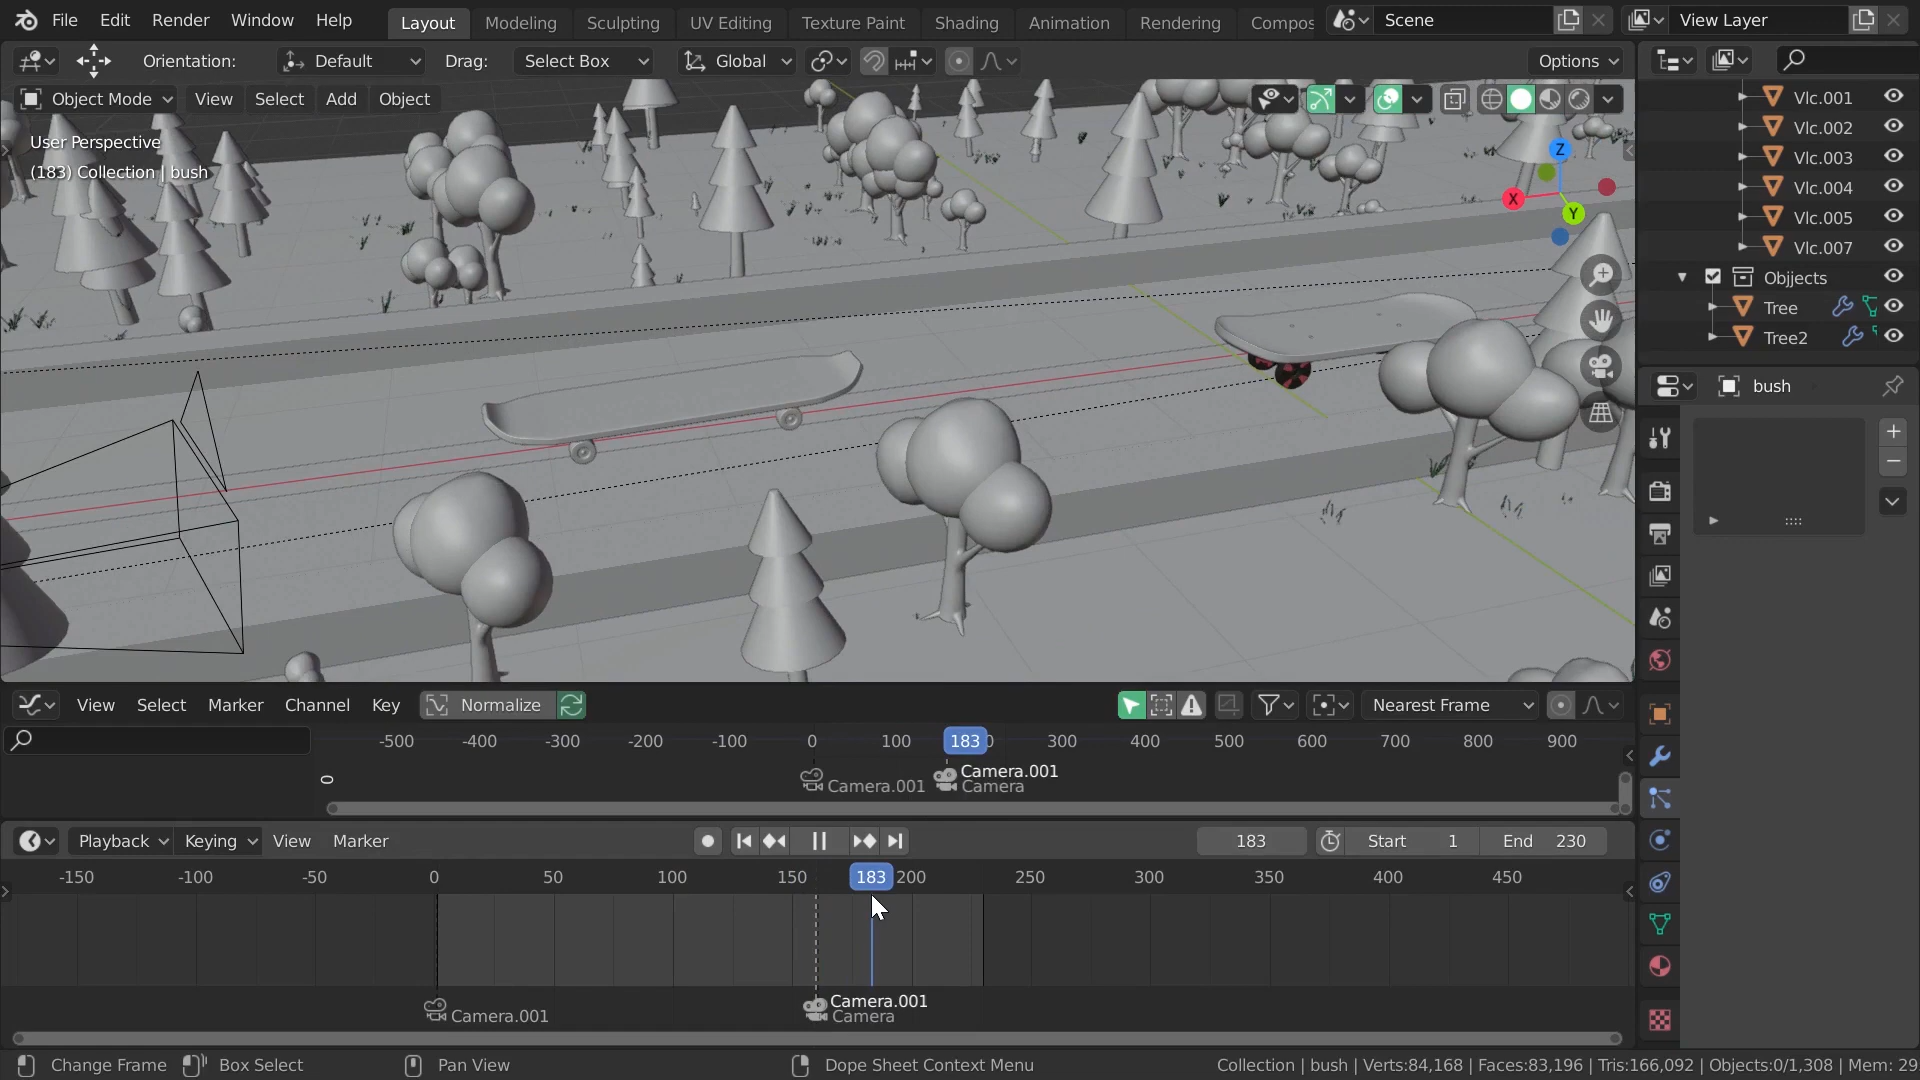 File Edit Render Window Help Layout Modeling Sculpting UV Editing Texture Paint Shading Animation Rendering Compos Scene View Layer
Orientation: Default Drag: Select Box Global Options
Object Mode View Select Add Object
User Perspective
(183) Collection | bush
Z
X
Y
Vlc.001
Vlc.002
Vlc.003
Vlc.004
Vlc.005
Vlc.007
Objjects
Tree
Tree2
bush
View Select Marker Channel Key Normalize Nearest Frame
-500 -400 -300 -200 -100 0 100 183 300 400 500 600 700 800 900
0
Camera.001
Camera.001
Camera
Playback Keying View Marker 183 Start 1 End 230
-150 -100 -50 0 50 100 150 183 200 250 300 350 400 450
Camera.001
Camera.001
Camera
Change Frame Box Select Pan View Dope Sheet Context Menu Collection | bush | Verts:84,168 | Faces:83,196 | Tris:166,092 | Objects:0/1,308 | Mem: 29